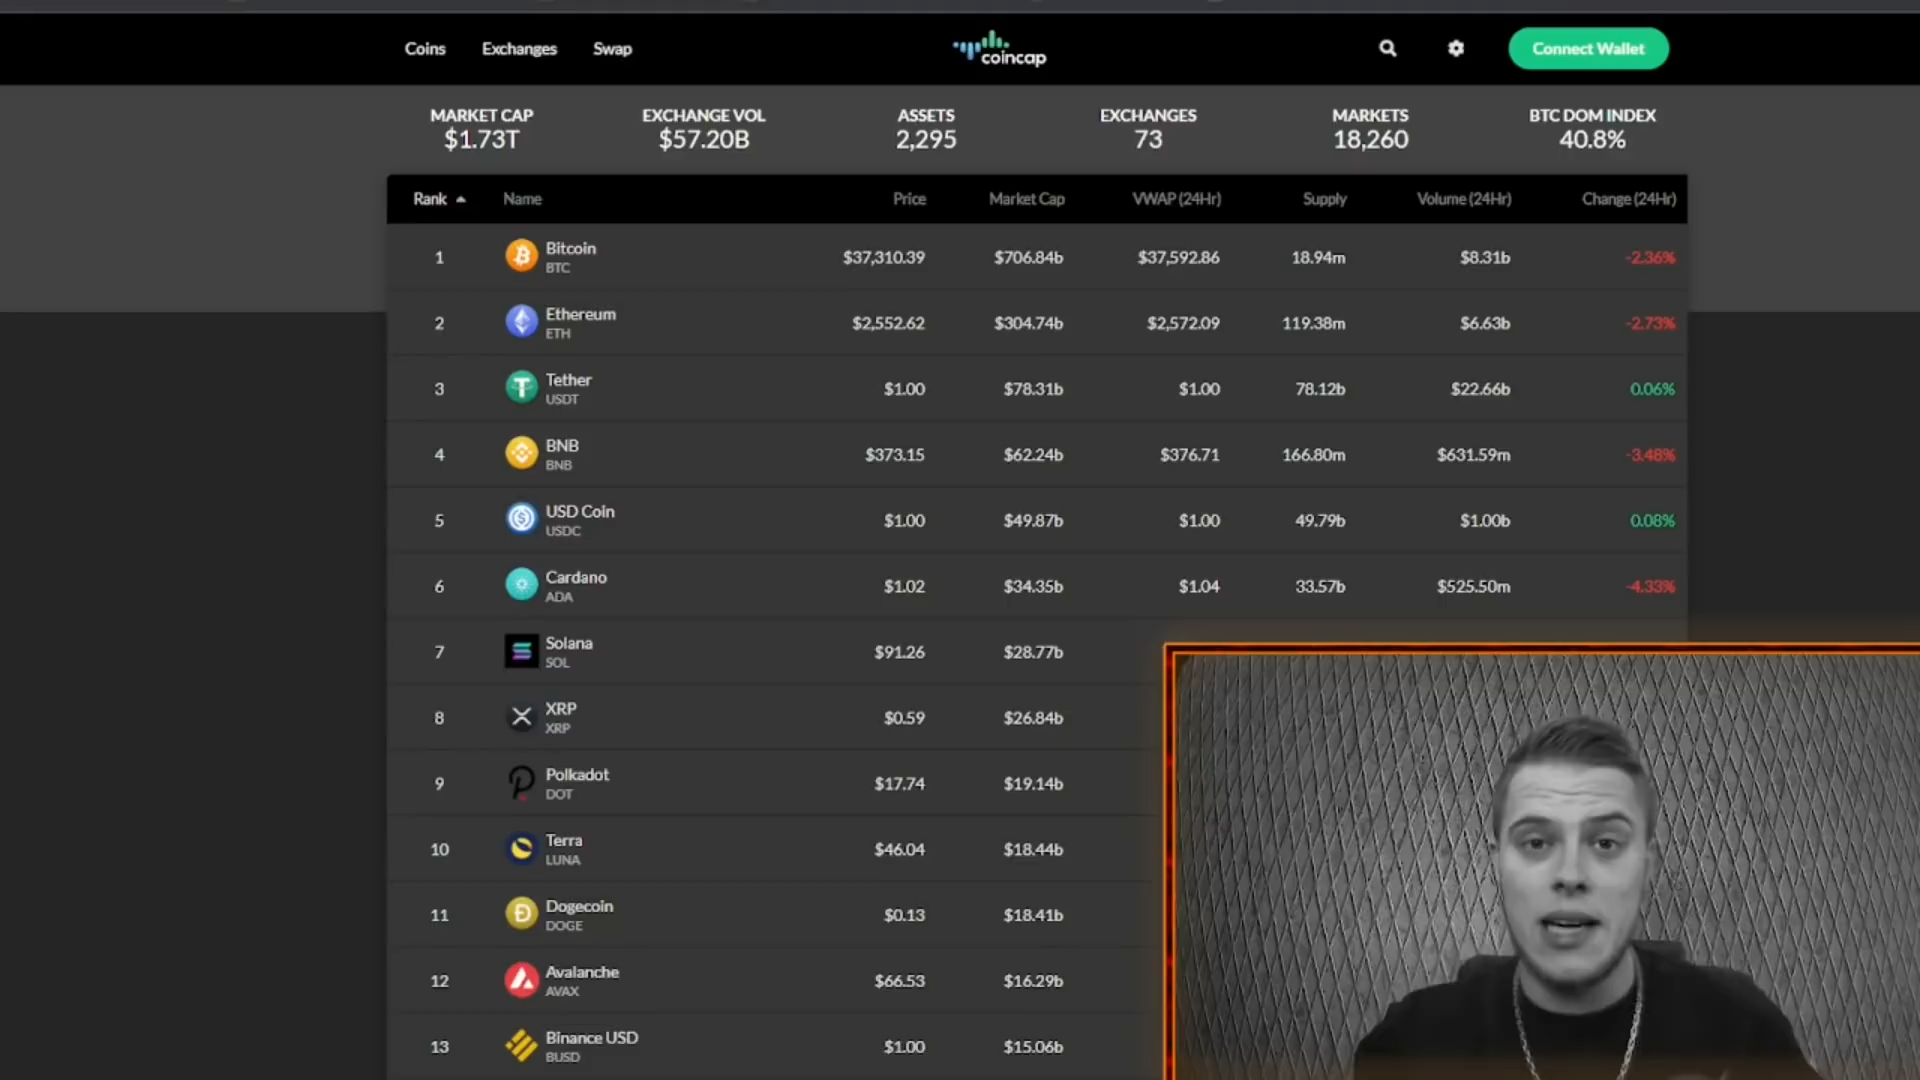 Coins Exchanges Swap coincap Connect Wallet
MARKET CAP EXCHANGE VOL ASSETS EXCHANGES MARKETS BTC DOM INDEX
$1.73T $57.20B 2,295 73 18,260 40.8%
Rank Name Price Market Cap VWAP (24Hr) Supply Volume (24Hr) Change (24Hr)
1 Bitcoin $37,310.39 $706.84b $37,592.86 18.94m $8.31b -2.36%
BTC
2 Ethereum $2,552.62 $304.74b $2,572.09 119.38m $6.63b -2.73%
ETH
3 Tether $1.00 $78.31b $1.00 78.12b $22.66b 0.06%
USDT
4 BNB $373.15 $62.24b $376.71 166.80m $631.59m -3.48%
BNB
5 USD Coin $1.00 $49.87b $1.00 49.79b $1.00b 0.08%
USDC
6 Cardano $1.02 $34.35b $1.04 33.57b $525.50m -4.33%
ADA
7 Solana $91.26 $28.77b
SOL
8 XRP $0.59 $26.84b
XRP
9 Polkadot $17.74 $19.14b
DOT
10 Terra $46.04 $18.44b
LUNA
11 Dogecoin $0.13 $18.41b
DOGE
12 Avalanche $66.53 $16.29b
AVAX
13 Binance USD $1.00 $15.06b
BUSD